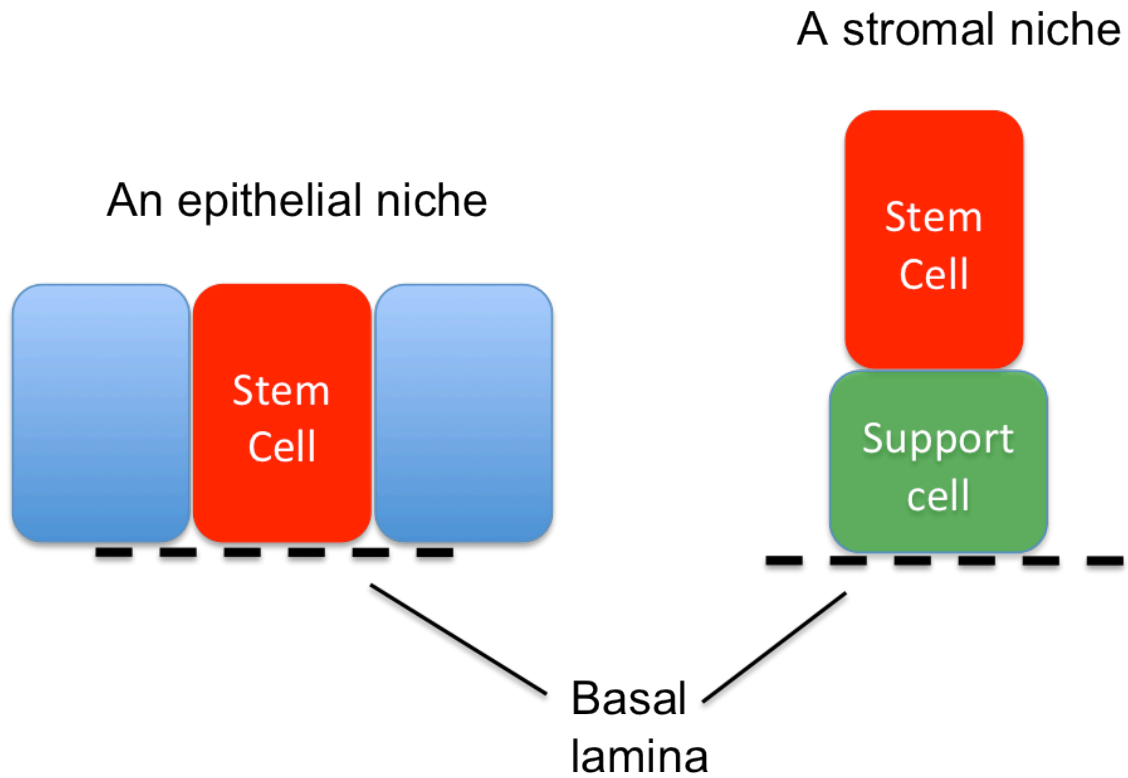 A stromal niche
An epithelial niche
Stem
Cell
Stem
Cell
Support
cell
Basal
lamina